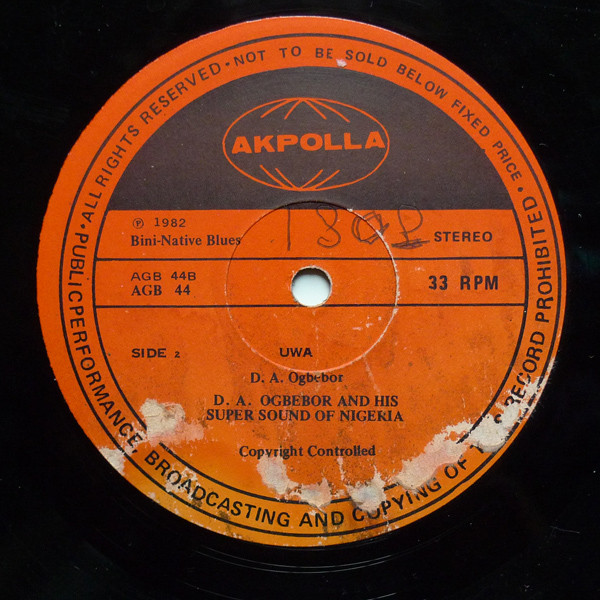 ·ALL RIGHTS RESERVED·NOT TO BE SOLD BELOW FIXED PRICE·
AKPOLLA
℗ 1982
Bini-Native Blues
STEREO
AGB 44B
AGB 44
33 RPM
SIDE 2
UWA
D. A. Ogbebor
D. A. OGBEBOR AND HIS
SUPER SOUND OF NIGERIA
Copyright Controlled
PUBLIC PERFORMANCE, BROADCASTING AND COPYING OF RECORD PROHIBITED